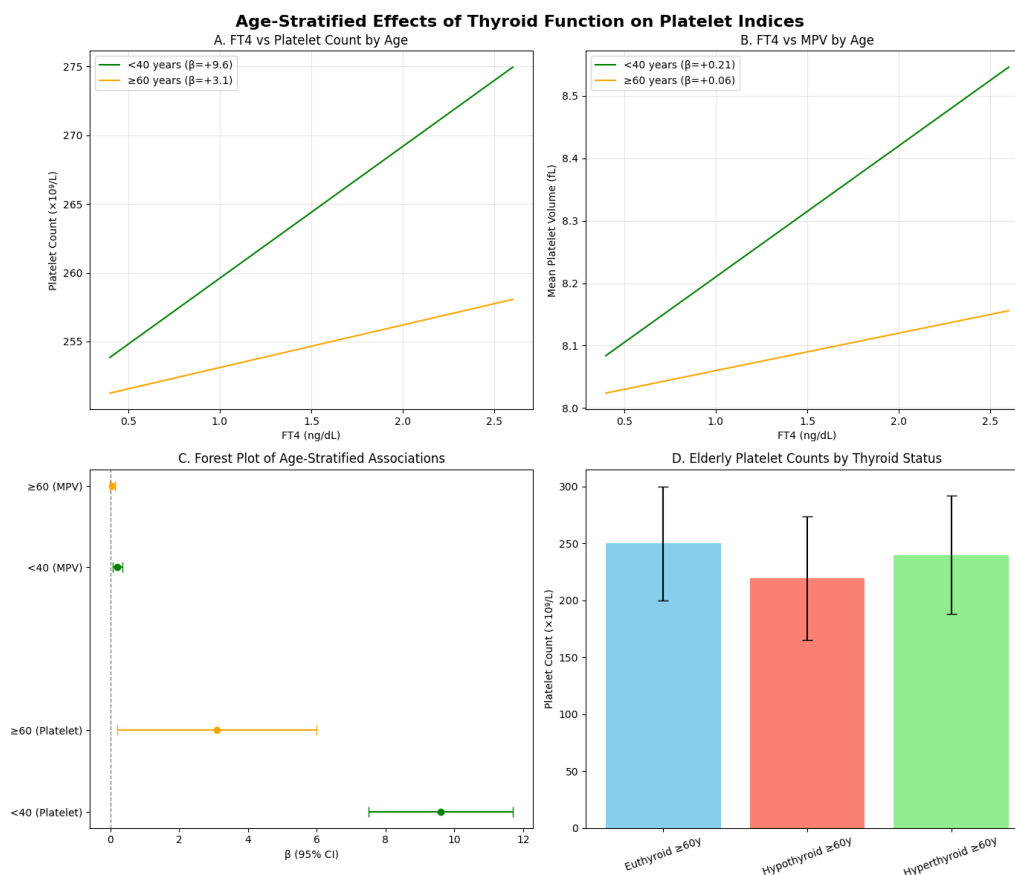 Age-Stratified Effects of Thyroid Function on Platelet Indices
A. FT4 vs Platelet Count by Age
<40 years (β=+9.6)
≥60 years (β=+3.1)
275
270
265
260
255
Platelet Count (×10⁹/L)
0.5 1.0 1.5 2.0 2.5
FT4 (ng/dL)
B. FT4 vs MPV by Age
<40 years (β=+0.21)
≥60 years (β=+0.06)
8.5
8.4
8.3
8.2
8.1
8.0
Mean Platelet Volume (fL)
0.5 1.0 1.5 2.0 2.5
FT4 (ng/dL)
C. Forest Plot of Age-Stratified Associations
≥60 (MPV)
<40 (MPV)
≥60 (Platelet)
<40 (Platelet)
0 2 4 6 8 10 12
β (95% CI)
D. Elderly Platelet Counts by Thyroid Status
300
250
200
150
100
50
0
Platelet Count (×10⁹/L)
Euthyroid ≥60y
Hypothyroid ≥60y
Hyperthyroid ≥60y